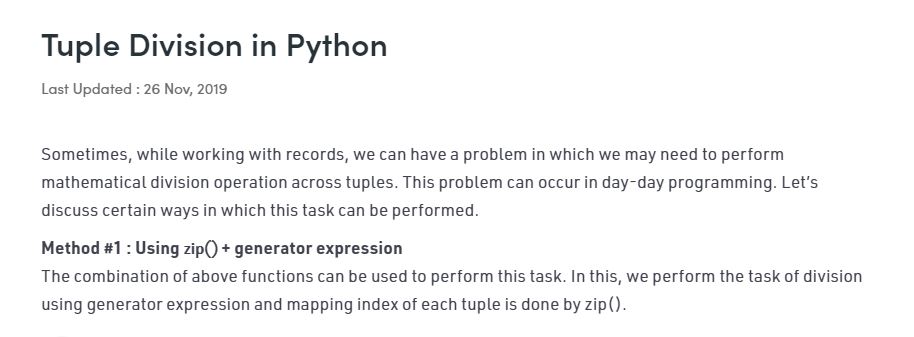 Tuple Division in Python
Last Updated : 26 Nov, 2019
Sometimes, while working with records, we can have a problem in which we may need to perform
mathematical division operation across tuples. This problem can occur in day-day programming. Let’s
discuss certain ways in which this task can be performed.
Method #1 : Using zip() + generator expression
The combination of above functions can be used to perform this task. In this, we perform the task of division
using generator expression and mapping index of each tuple is done by zip().